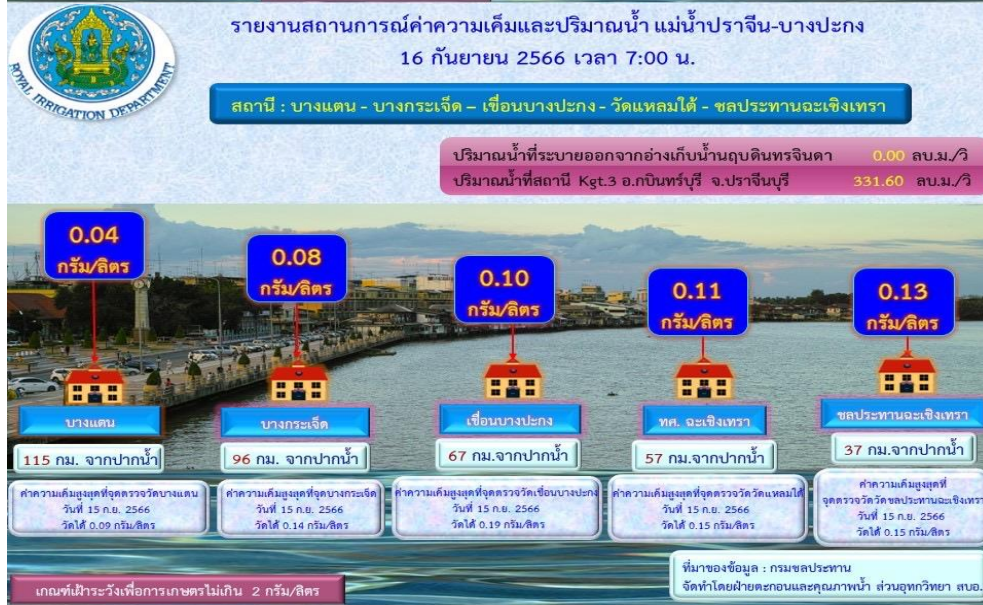 รายงานสถานการณ์ค่าความเค็มและปริมาณน้ำ แม่น้ำปราจีน-บางปะกง
16 กันยายน 2566 เวลา 7:00 น.
ROYAL IRRIGATION DEPARTMENT
สถานี : บางแตน - บางกระเจ็ด – เขื่อนบางปะกง - วัดแหลมใต้ - ชลประทานฉะเชิงเทรา
ปริมาณน้ำที่ระบายออกจากอ่างเก็บน้ำนฤบดินทรจินดา 0.00 ลบ.ม./วิ
ปริมาณน้ำที่สถานี Kgt.3 อ.กบินทร์บุรี จ.ปราจีนบุรี 331.60 ลบ.ม./วิ
0.04
กรัม/ลิตร
0.08
กรัม/ลิตร
0.10
กรัม/ลิตร
0.11
กรัม/ลิตร
0.13
กรัม/ลิตร
บางแตน
บางกระเจ็ด
เขื่อนบางปะกง
ทศ. ฉะเชิงเทรา
ชลประทานฉะเชิงเทรา
115 กม. จากปากน้ำ
96 กม. จากปากน้ำ
67 กม.จากปากน้ำ
57 กม.จากปากน้ำ
37 กม.จากปากน้ำ
ค่าความเค็มสูงสุดที่จุดตรวจวัดบางแตน
วันที่ 15 ก.ย. 2566
วัดได้ 0.09 กรัม/ลิตร
ค่าความเค็มสูงสุดที่จุดบางกระเจ็ด
วันที่ 15 ก.ย. 2566
วัดได้ 0.14 กรัม/ลิตร
ค่าความเค็มสูงสุดที่จุดตรวจวัดเขื่อนบางปะกง
วันที่ 15 ก.ย. 2566
วัดได้ 0.19 กรัม/ลิตร
ค่าความเค็มสูงสุดที่จุดตรวจวัดวัดแหลมใต้
วันที่ 15 ก.ย. 2566
วัดได้ 0.15 กรัม/ลิตร
ค่าความเค็มสูงสุดที่
จุดตรวจวัดวัดชลประทานฉะเชิงเทรา
วันที่ 15 ก.ย. 2566
วัดได้ 0.15 กรัม/ลิตร
เกณฑ์เฝ้าระวังเพื่อการเกษตรไม่เกิน 2 กรัม/ลิตร
ที่มาของข้อมูล : กรมชลประทาน
จัดทำโดยฝ่ายตะกอนและคุณภาพน้ำ ส่วนอุทกวิทยา สบอ.